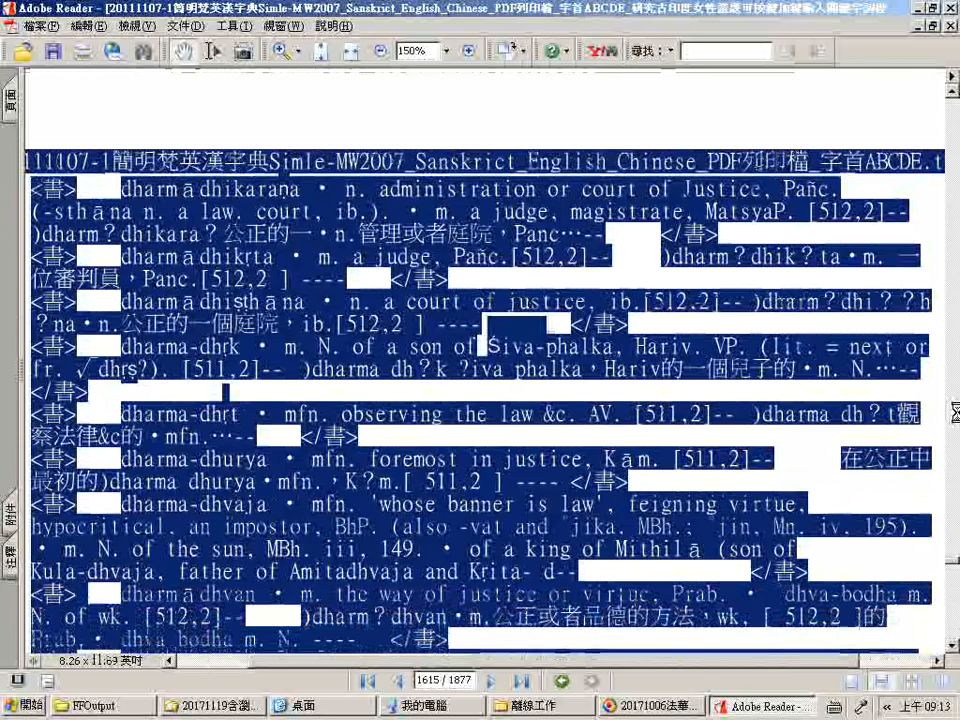 Adobe Reader - [20111107-1簡明梵英漢字典Simle-MW2007_Sanskrict_English_Chinese_PDF列印檔_字首ABCDE_研究古印度女性
檔案(F) 編輯(E) 檢視(V) 文件(D) 工具(T) 視窗(W) 說明(H)
150% 尋找：
頁面
附件
註釋
111107-1簡明梵英漢字典Simle-MW2007_Sanskrict_English_Chinese_PDF列印檔_字首ABCDE.t
<書> dharmādhikaraṇa • n. administration or court of Justice, Pañc.
(-sthāna n. a law. court, ib.). • m. a judge, magistrate, MatsyaP. [512,2]--
)dharm?dhikara?公正的一•n.管理或者庭院，Panc…-- </書>
<書> dharmādhikṛta • m. a judge, Pañc.[512,2]-- )dharm?dhik?ta•m. 一
位審判員，Panc.[512,2 ] ---- </書>
<書> dharmādhiṣṭhāna • n. a court of justice, ib.[512,2]-- )dharm?dhi??h
?na•n.公正的一個庭院，ib.[512,2 ] ---- </書>
<書> dharma-dhṛk • m. N. of a son of Śiva-phalka, Hariv. VP. (lit. = next or
fr. √dhṛṣ?). [511,2]-- )dharma dh?k ?iva phalka，Hariv的一個兒子的•m. N.…--
</書>
<書> dharma-dhṛt • mfn. observing the law &c. AV. [511,2]-- )dharma dh?t觀
察法律&c的•mfn.…-- </書>
<書> dharma-dhurya • mfn. foremost in justice, Kām. [511,2]-- 在公正中
最初的)dharma dhurya•mfn.，K?m.[ 511,2 ] ---- </書>
<書> dharma-dhvaja • mfn. 'whose banner is law', feigning virtue,
hypocritical, an impostor, BhP. (also -vat and °jika, MBh.; °jin, Mn. iv, 195).
• m. N. of the sun, MBh. iii, 149. • of a king of Mithilā (son of
Kula-dhvaja, father of Amitadhvaja and Kṛita- d-- </書>
<書> dharmādhvan • m. the way of justice or virtue, Prab. • °dhva-bodha m.
N. of wk. [512,2]-- )dharm?dhvan•m.公正或者品德的方法，wk, [ 512,2 ]的
Prab. • dhva bodha m. N. ---- </書>
8.26 x 11.69 英吋
1615 / 1877
開始 FFOutput 20171119含瀏... 桌面 我的電腦 離線工作 20171006法華... Adobe Reader - [... 上午 09:13